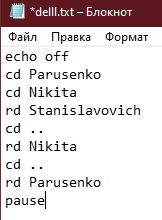 *delll.txt – Блокнот
Файл Правка Формат
echo off
cd Parusenko
cd Nikita
rd Stanislavovich
cd ..
rd Nikita
cd ..
rd Parusenko
pause